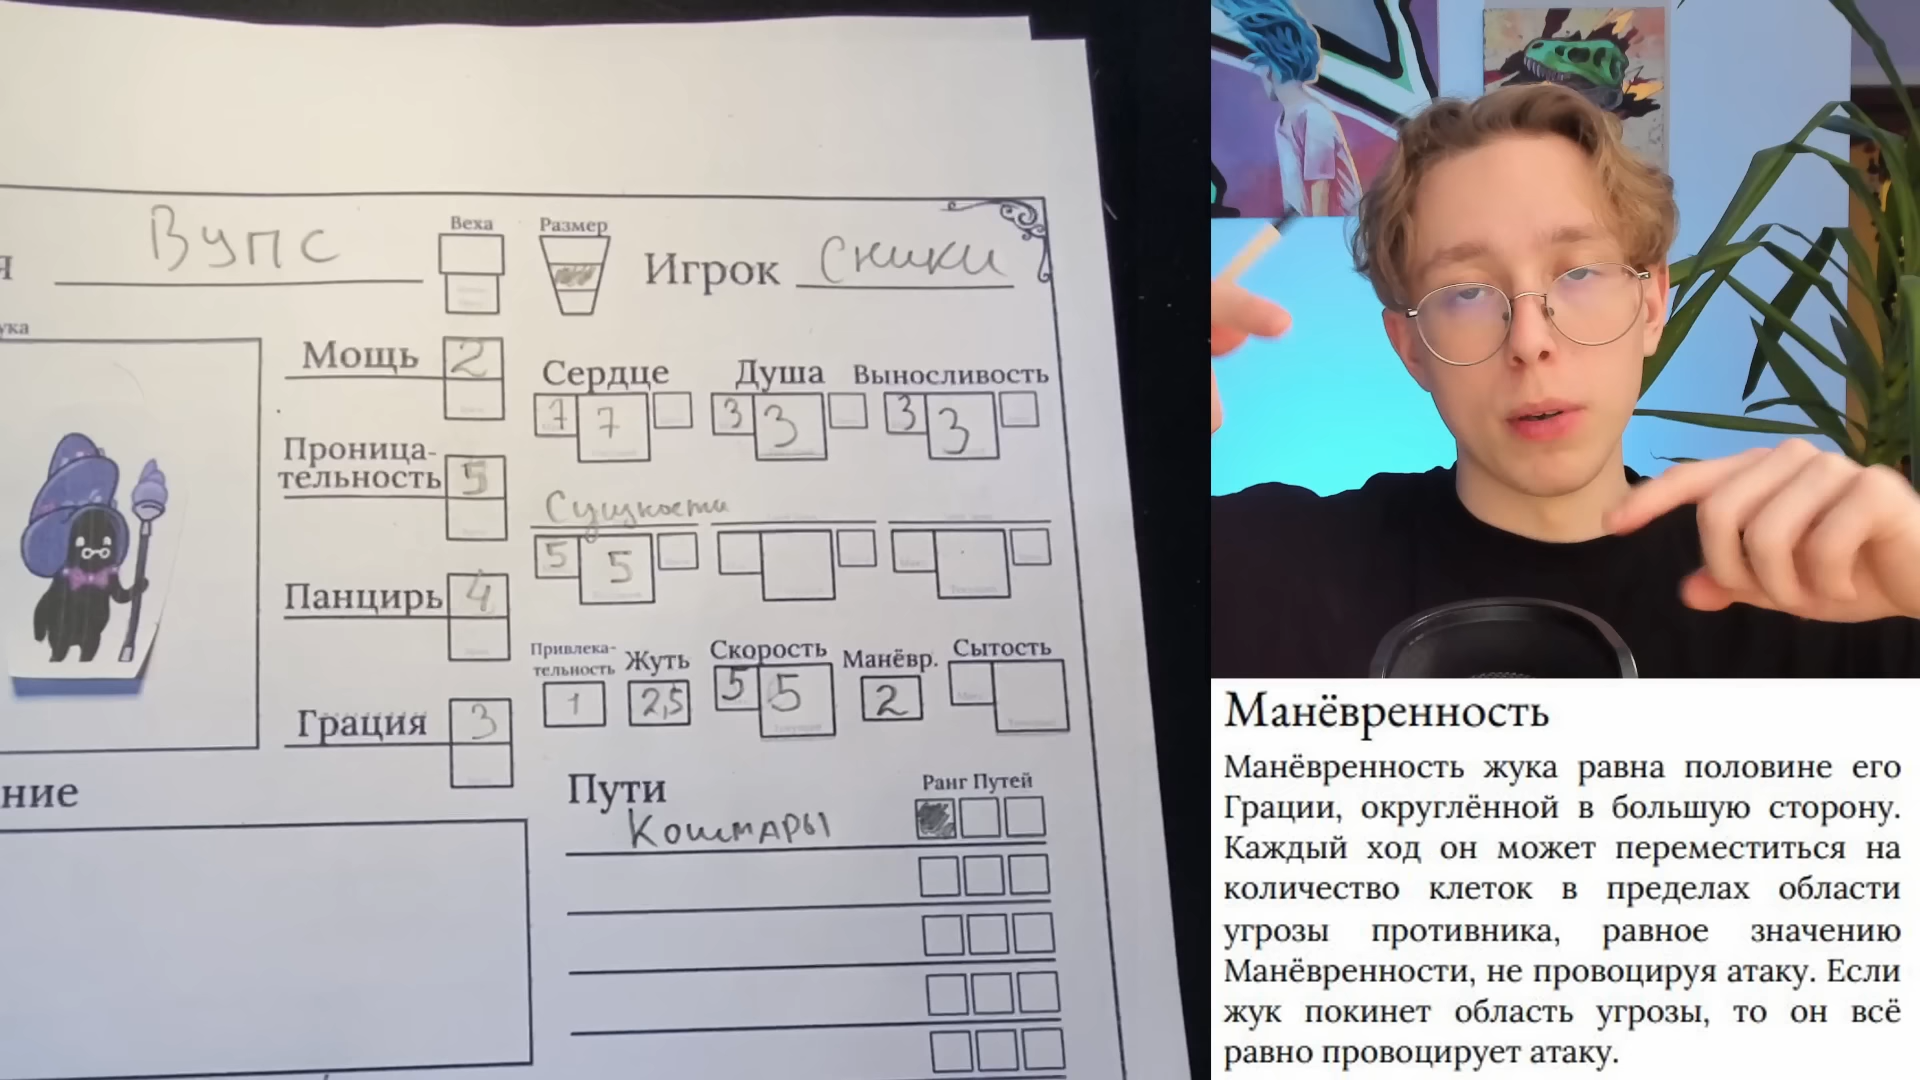 я Вупс
Веха
Размер
Игрок Сники
ука
Мощь 2
Проница-
тельность 5
Панцирь 4
Грация 3
Сердце Душа Выносливость
7 7 3 3 3 3
Сущности
5 5
Привлека-
тельность Жуть Скорость Манёвр. Сытость
1 2,5 5 5 2
ние
Пути Ранг Путей
Кошмары
Манёвренность
Манёвренность жука равна половине его
Грации, округлённой в большую сторону.
Каждый ход он может переместиться на
количество клеток в пределах области
угрозы противника, равное значению
Манёвренности, не провоцируя атаку. Если
жук покинет область угрозы, то он всё
равно провоцирует атаку.